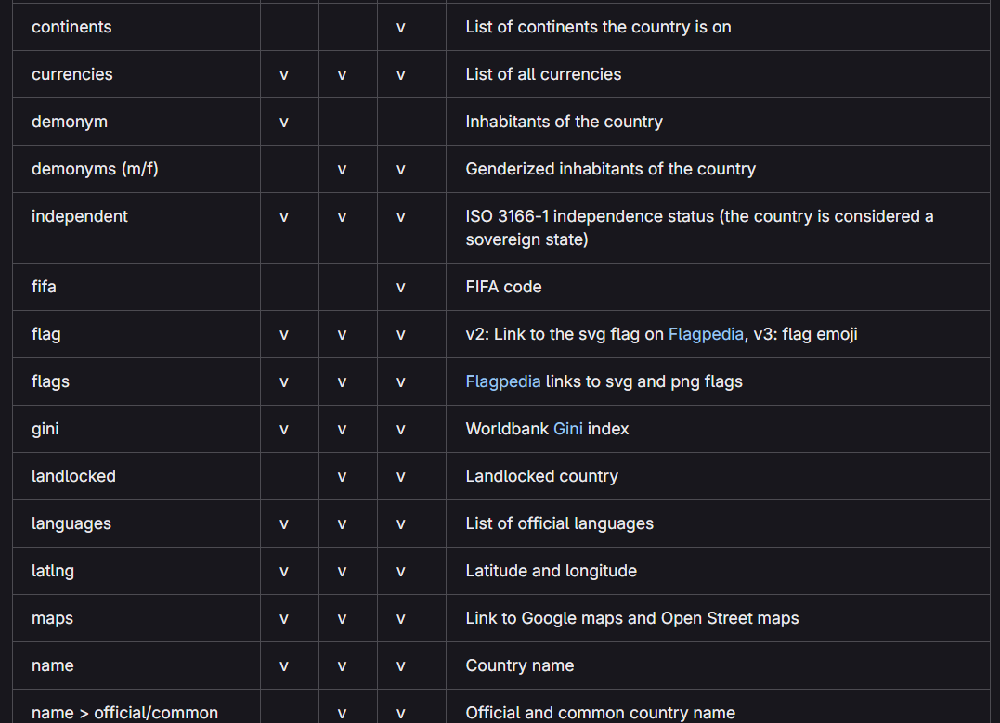 continents v List of continents the country is on
currencies v v v List of all currencies
demonym v Inhabitants of the country
demonyms (m/f) v v Genderized inhabitants of the country
independent v v v ISO 3166-1 independence status (the country is considered a
sovereign state)
fifa v FIFA code
flag v v v v2: Link to the svg flag on Flagpedia, v3: flag emoji
flags v v v Flagpedia links to svg and png flags
gini v v v Worldbank Gini index
landlocked v v Landlocked country
languages v v v List of official languages
latlng v v v Latitude and longitude
maps v v v Link to Google maps and Open Street maps
name v v v Country name
name > official/common v v Official and common country name